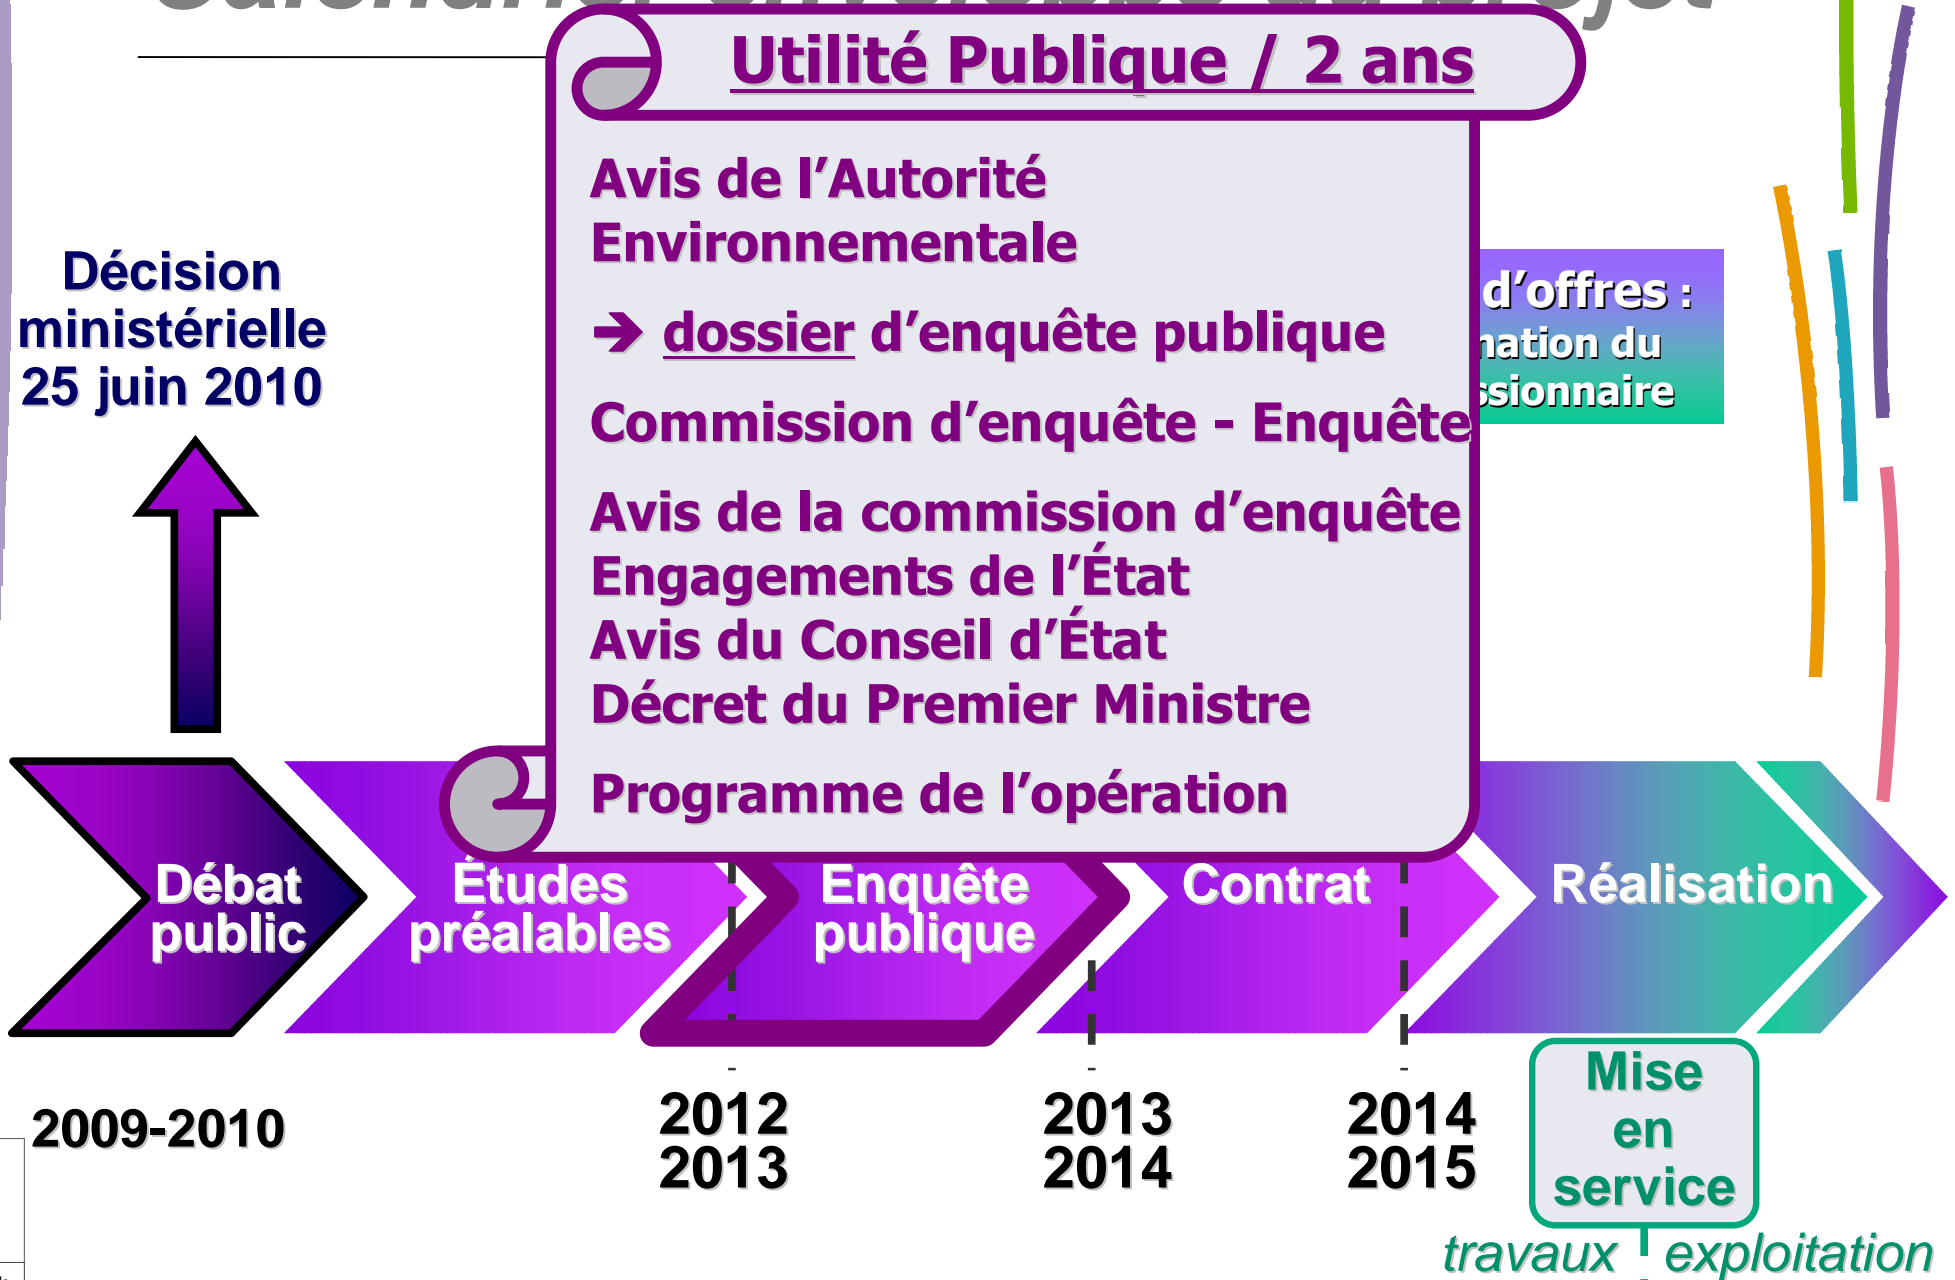 Utilité Publique / 2 ans
Avis de l’Autorité
Environnementale
➔ dossier d’enquête publique
Commission d’enquête - Enquête
Avis de la commission d’enquête
Engagements de l’État
Avis du Conseil d’État
Décret du Premier Ministre
Programme de l’opération
Décision
ministérielle
25 juin 2010
d’offres :
du
Débat
public
Études
préalables
Enquête
publique
Contrat
Réalisation
2009-2010
2012
2013
2013
2014
2014
2015
Mise
en
service
travaux
exploitation